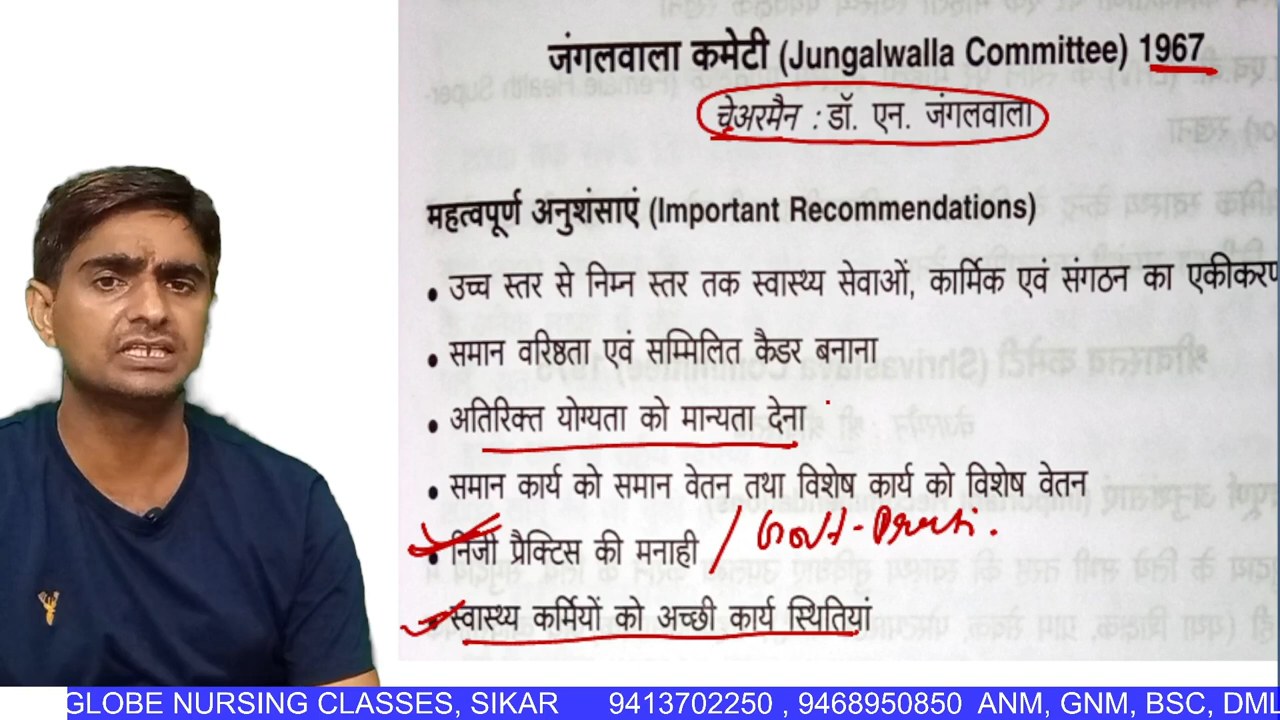 जंगलवाला कमेटी (Jungalwalla Committee) 1967
चेअरमैन : डॉ. एन. जंगलवाला
महत्वपूर्ण अनुशंसाएं (Important Recommendations)
• उच्च स्तर से निम्न स्तर तक स्वास्थ्य सेवाओं, कार्मिक एवं संगठन का एकीकरण
• समान वरिष्ठता एवं सम्मिलित कैडर बनाना
• अतिरिक्त योग्यता को मान्यता देना
• समान कार्य को समान वेतन तथा विशेष कार्य को विशेष वेतन
• निजी प्रैक्टिस की मनाही / Govt-Practi.
• स्वास्थ्य कर्मियों को अच्छी कार्य स्थितियां
GLOBE NURSING CLASSES, SIKAR 9413702250 , 9468950850 ANM, GNM, BSC, DML